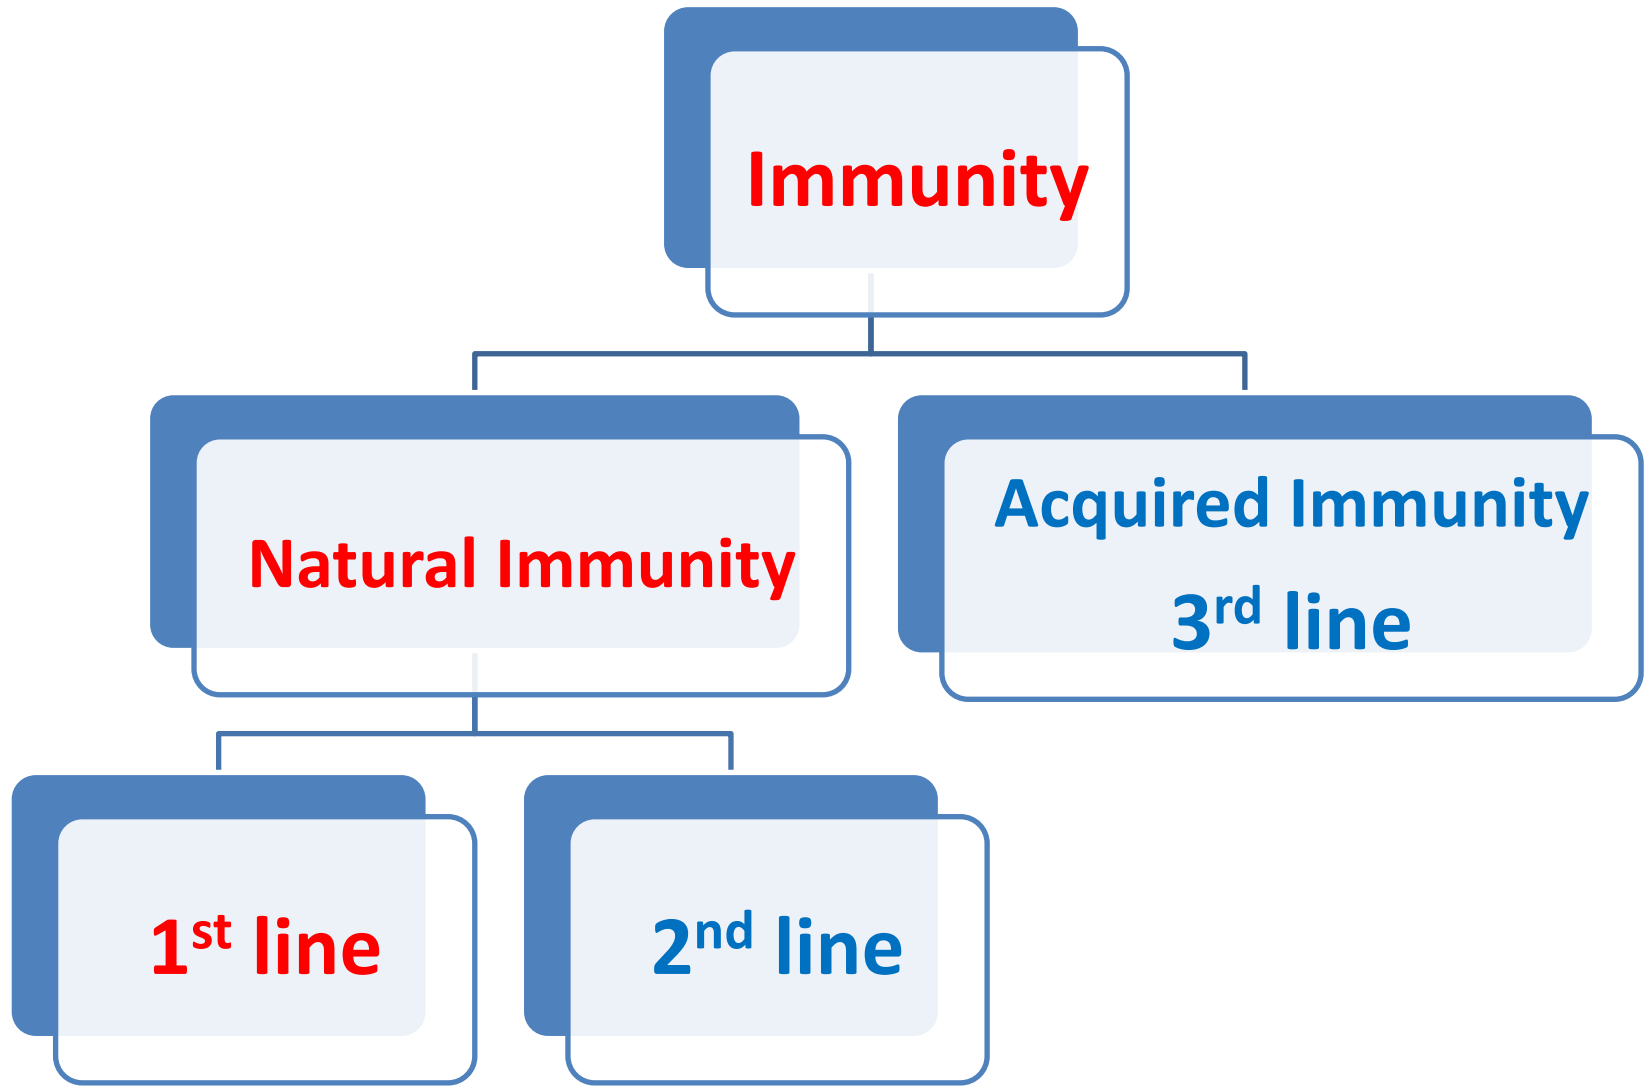 Immunity
Natural Immunity
Acquired Immunity
3rd line
1st line
2nd line